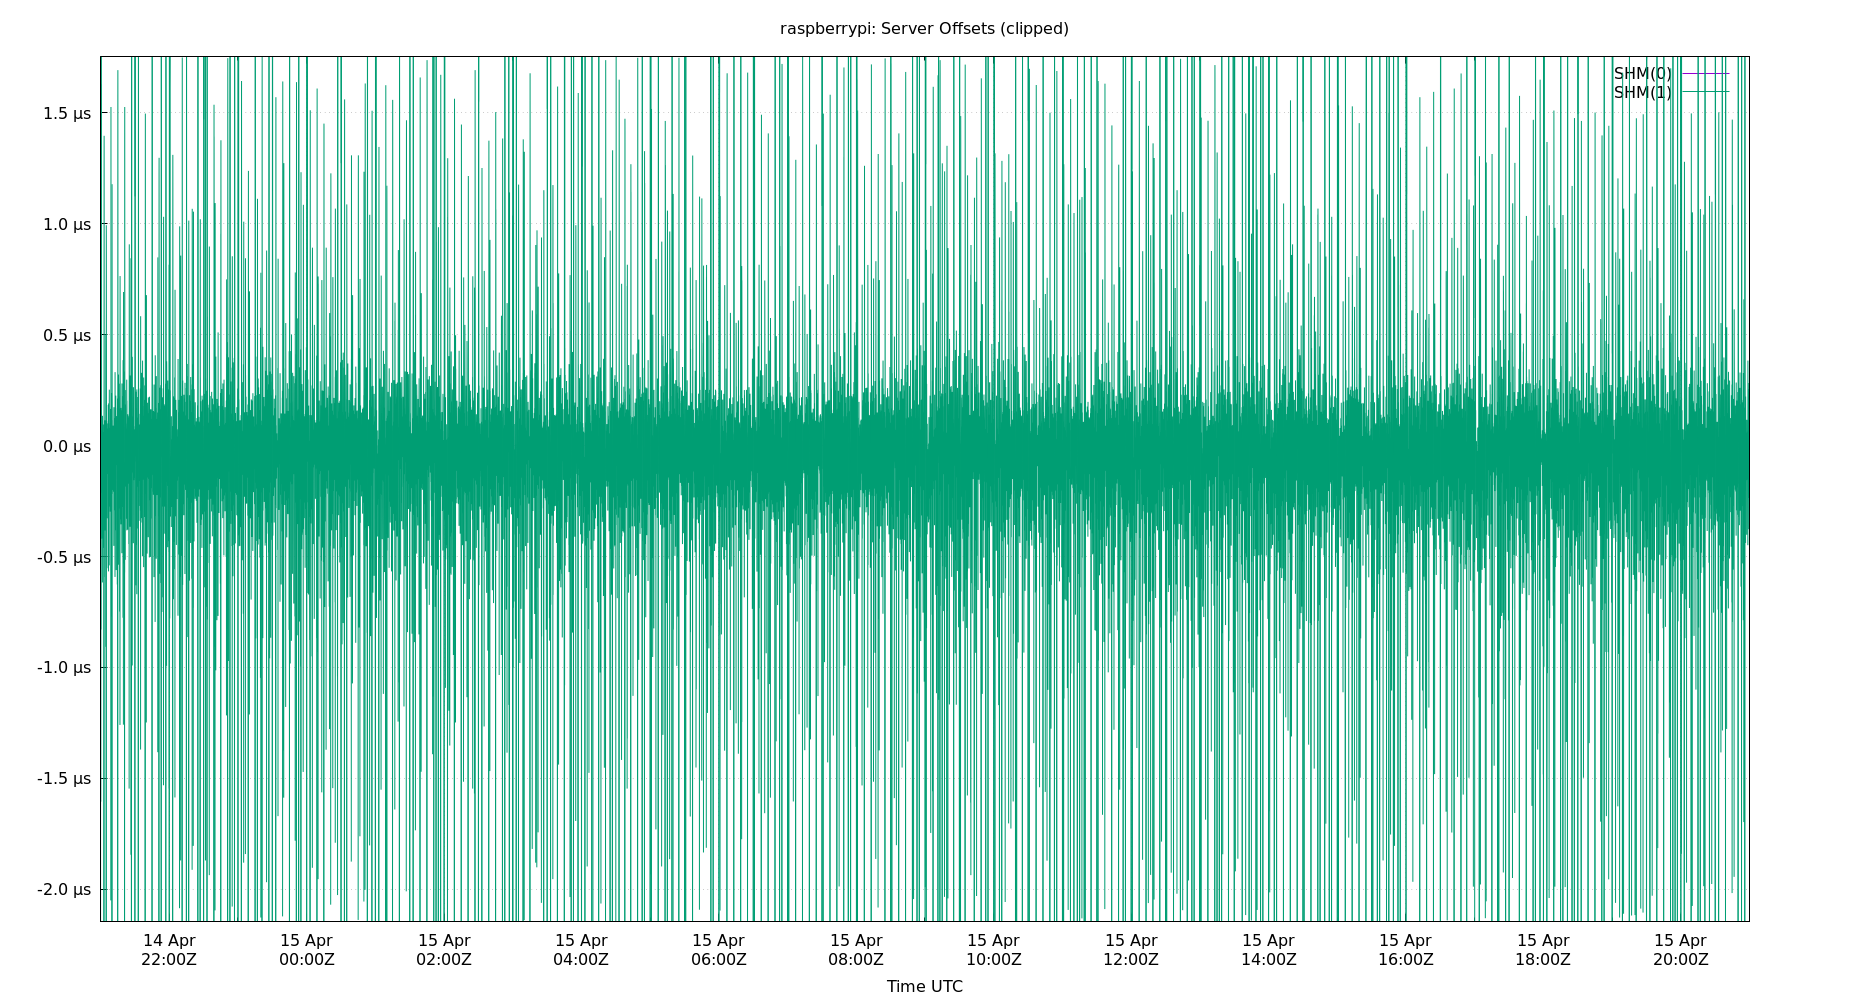 raspberrypi: Server Offsets (clipped)
SHM(0)
SHM(1)
1.5 µs
1.0 µs
0.5 µs
0.0 µs
-0.5 µs
-1.0 µs
-1.5 µs
-2.0 µs
14 Apr 15 Apr 15 Apr 15 Apr 15 Apr 15 Apr 15 Apr 15 Apr 15 Apr 15 Apr 15 Apr 15 Apr
22:00Z 00:00Z 02:00Z 04:00Z 06:00Z 08:00Z 10:00Z 12:00Z 14:00Z 16:00Z 18:00Z 20:00Z
Time UTC